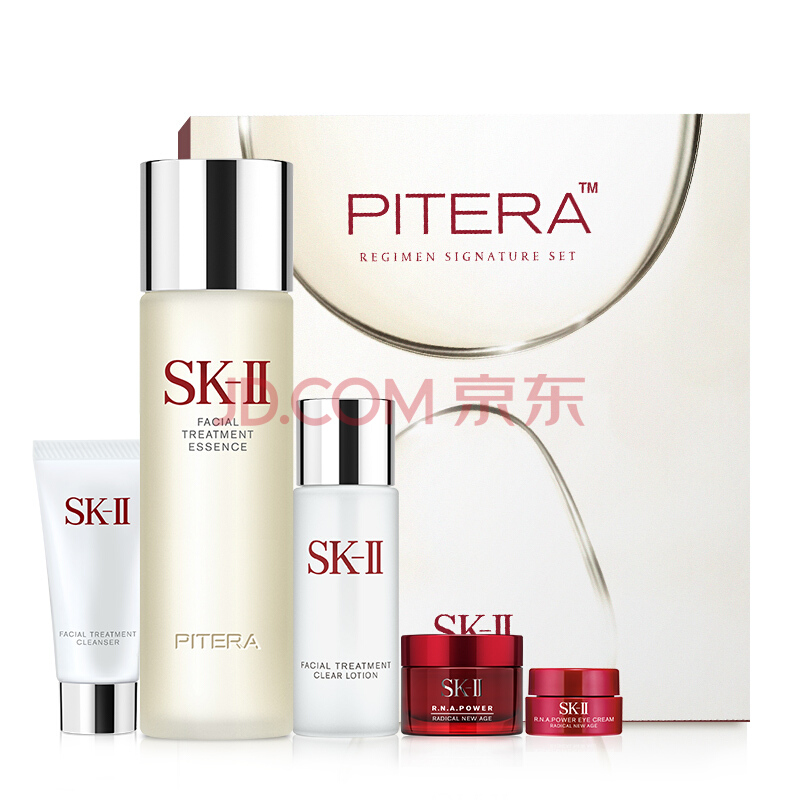 PITERA™
REGIMEN SIGNATURE SET
JD.COM 京东
SK-II
FACIAL
TREATMENT
ESSENCE
PITERA
SK-II
FACIAL TREATMENT
CLEANSER
SK-II
FACIAL TREATMENT
CLEAR LOTION
SK-II
SK-II
R.N.A.POWER
RADICAL NEW AGE
SK-II
R.N.A.POWER EYE CREAM
RADICAL NEW AGE